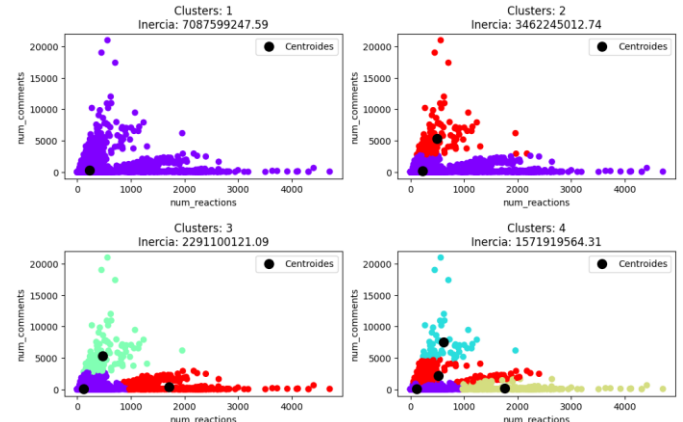 Clusters: 1
Inercia: 7087599247.59
20000
15000
10000
5000
0
num_comments
Centroides
0
1000
2000
3000
4000
num_reactions
Clusters: 2
Inercia: 3462245012.74
20000
15000
10000
5000
0
num_comments
Centroides
0
1000
2000
3000
4000
num_reactions
Clusters: 3
Inercia: 2291100121.09
20000
15000
10000
5000
0
num_comments
Centroides
0
1000
2000
3000
4000
num_reactions
Clusters: 4
Inercia: 1571919564.31
20000
15000
10000
5000
0
num_comments
Centroides
0
1000
2000
3000
4000
num_reactions